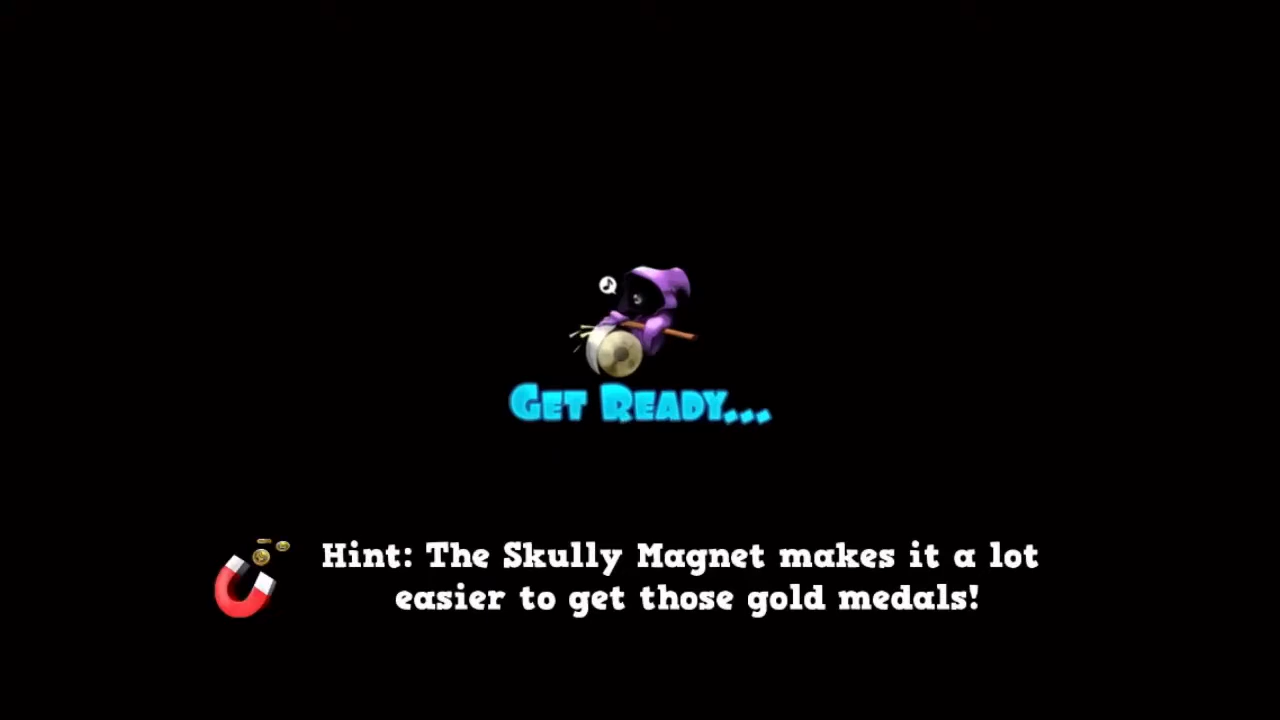 Get Ready...
Hint: The Skully Magnet makes it a lot
easier to get those gold medals!